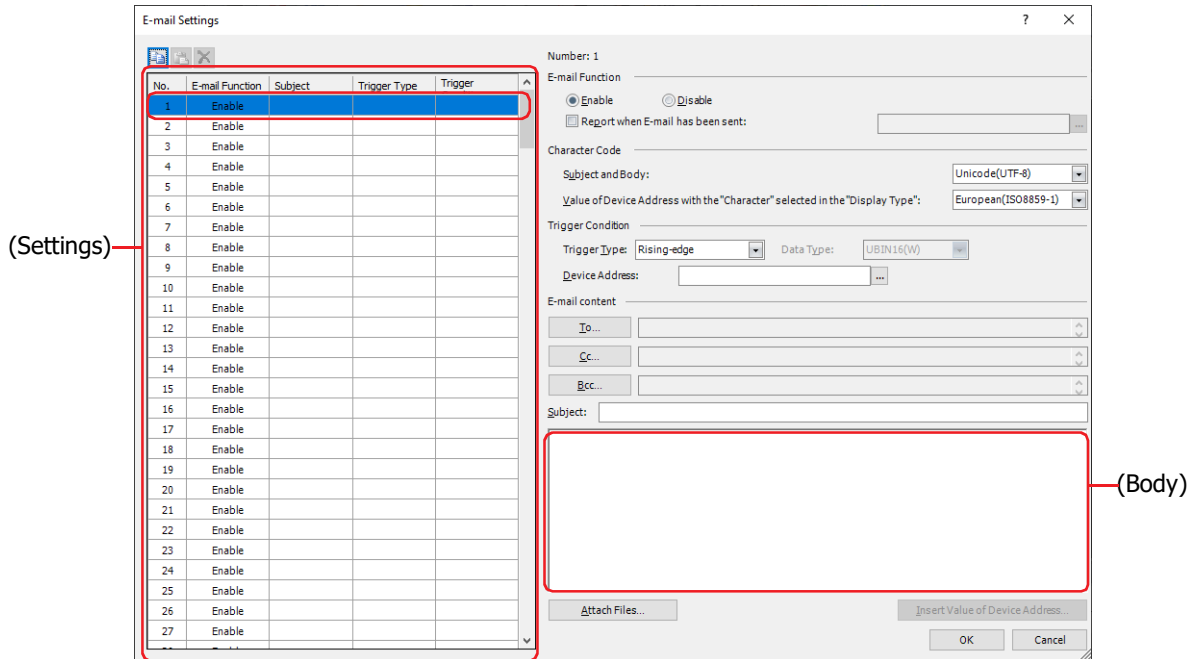 E-mail Settings ?
Number: 1
No. E-mail Function Subject Trigger Type Trigger
1 Enable
2 Enable
3 Enable
4 Enable
5 Enable
6 Enable
7 Enable
8 Enable
9 Enable
10 Enable
11 Enable
12 Enable
13 Enable
14 Enable
15 Enable
16 Enable
17 Enable
18 Enable
19 Enable
20 Enable
21 Enable
22 Enable
23 Enable
24 Enable
25 Enable
26 Enable
27 Enable
(Settings)
E-mail Function
Enable Disable
Report when E-mail has been sent: ...
Character Code
Subject and Body: Unicode(UTF-8)
Value of Device Address with the "Character" selected in the "Display Type": European(ISO8859-1)
Trigger Condition
Trigger Type: Rising-edge Data Type: UBIN16(W)
Device Address: ...
E-mail content
To...
Cc...
Bcc...
Subject:
(Body)
Attach Files... Insert Value of Device Address...
OK Cancel